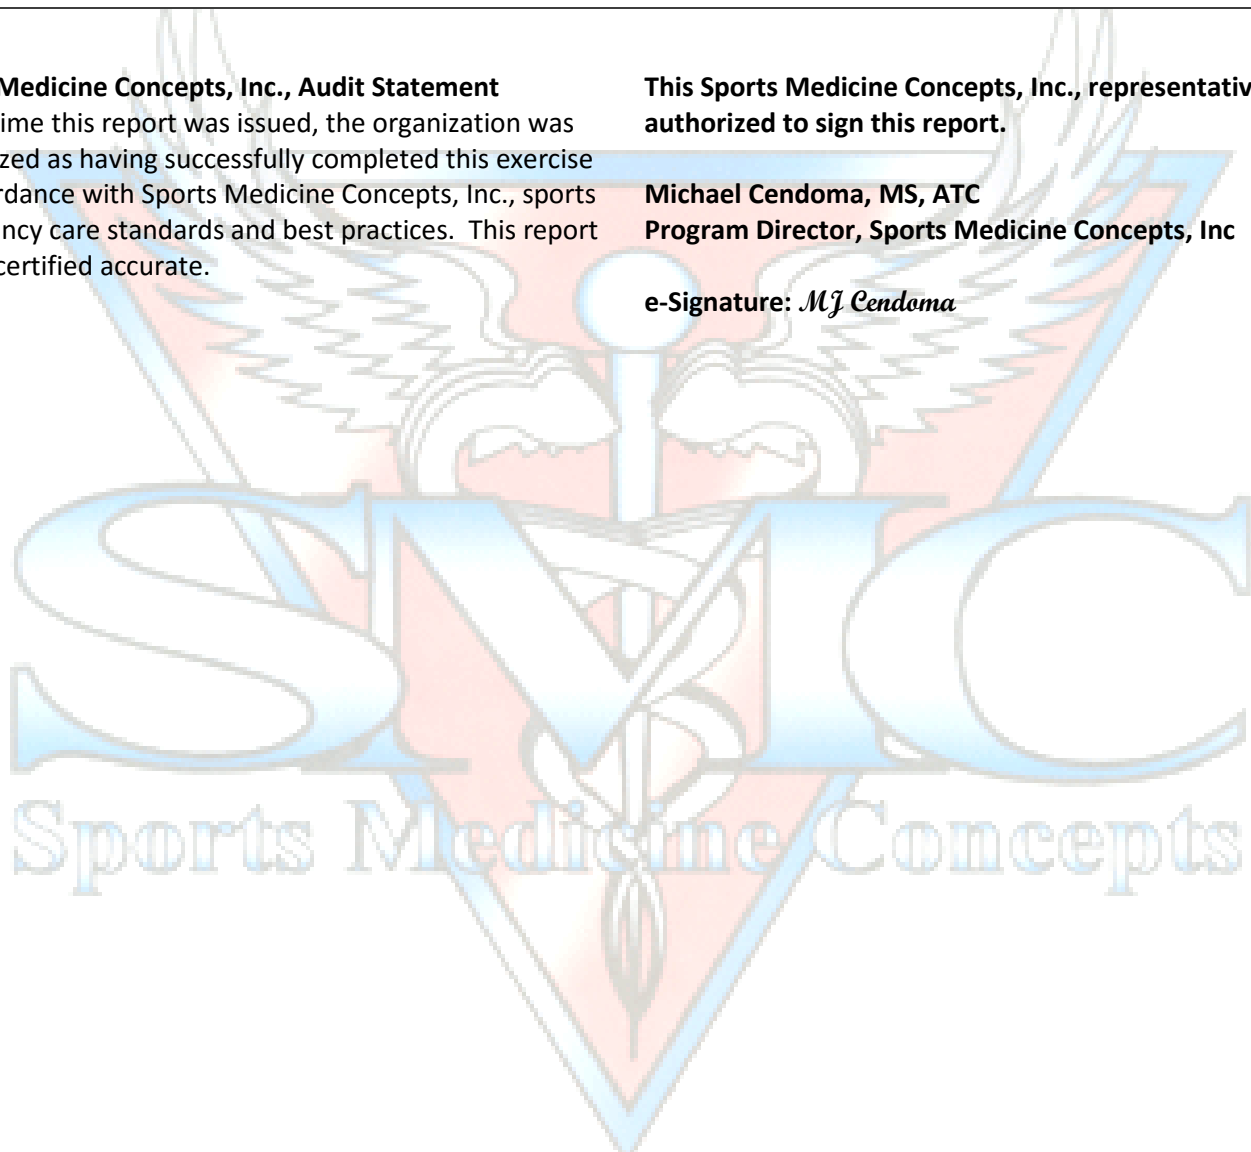 Medicine Concepts, Inc., Audit Statement
ime this report was issued, the organization was
zed as having successfully completed this exercise
rdance with Sports Medicine Concepts, Inc., sports
ncy care standards and best practices.  This report
certified accurate.
This Sports Medicine Concepts, Inc., representativ
authorized to sign this report.
Michael Cendoma, MS, ATC
Program Director, Sports Medicine Concepts, Inc
e-Signature: MJ Cendoma
SMC
Sports Medicine Concepts